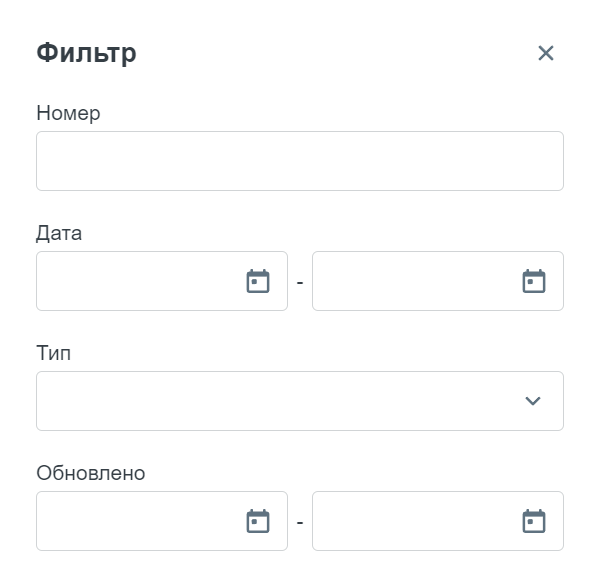 Фильтр
Номер
Дата
-
Тип
Обновлено
-